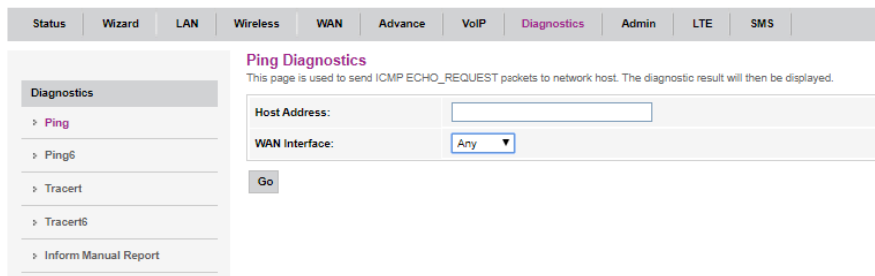 Status Wizard LAN Wireless WAN Advance VoIP Diagnostics Admin LTE SMS
Diagnostics
Ping
Ping6
Tracert
Tracert6
Inform Manual Report
Ping Diagnostics
This page is used to send ICMP ECHO_REQUEST packets to network host. The diagnostic result will then be displayed.
Host Address:
WAN Interface: Any
Go